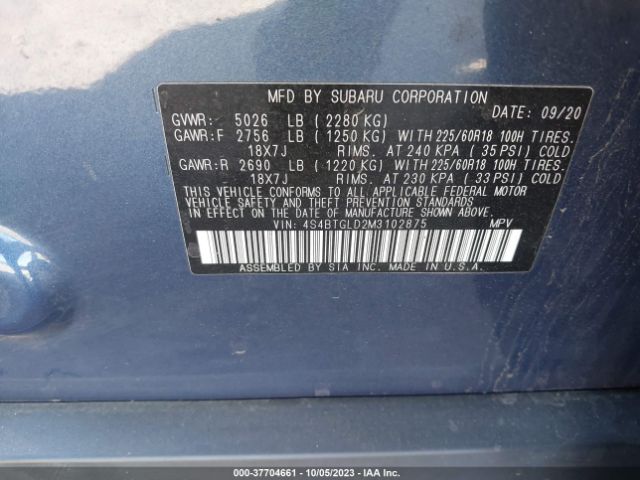 MFD BY SUBARU CORPORATION
GVWR: 5026 LB ( 2280 KG) DATE: 09/20
GAWR:F 2756 LB ( 1250 KG) WITH 225/60R18 100H TIRES.
18X7J RIMS. AT 240 KPA ( 35 PSI) COLD
GAWR:R 2690 LB ( 1220 KG) WITH 225/60R18 100H TIRES.
18X7J RIMS. AT 230 KPA ( 33 PSI) COLD
THIS VEHICLE CONFORMS TO ALL APPLICABLE FEDERAL MOTOR
VEHICLE SAFETY,BUMPER,AND THEFT PREVENTION STANDARDS
IN EFFECT ON THE DATE OF MANUFACTURE SHOWN ABOVE.
VIN: 4S4BTGLD2M3102875 MPV
ASSEMBLED BY SIA INC. MADE IN U.S.A.
000-37704661 | 10/05/2023 | IAA Inc.